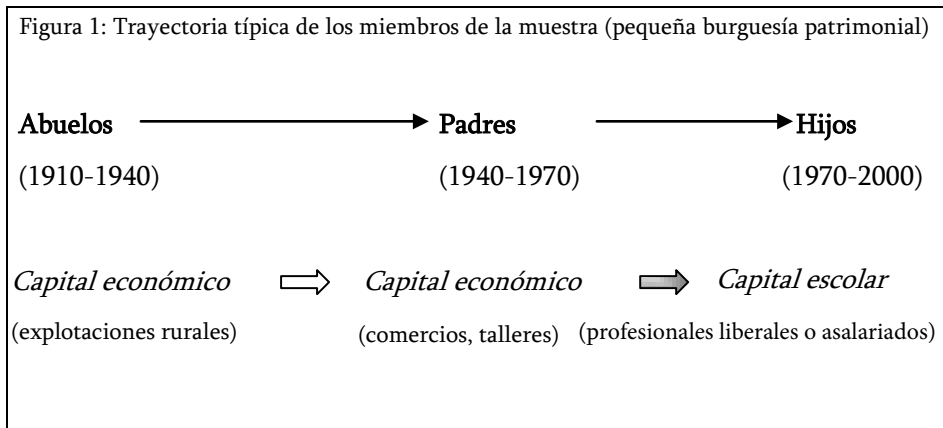 Figura 1: Trayectoria típica de los miembros de la muestra (pequeña burguesía patrimonial)
Abuelos Padres Hijos
(1910-1940) (1940-1970) (1970-2000)
Capital económico Capital económico Capital escolar
(explotaciones rurales) (comercios, talleres) (profesionales liberales o asalariados)